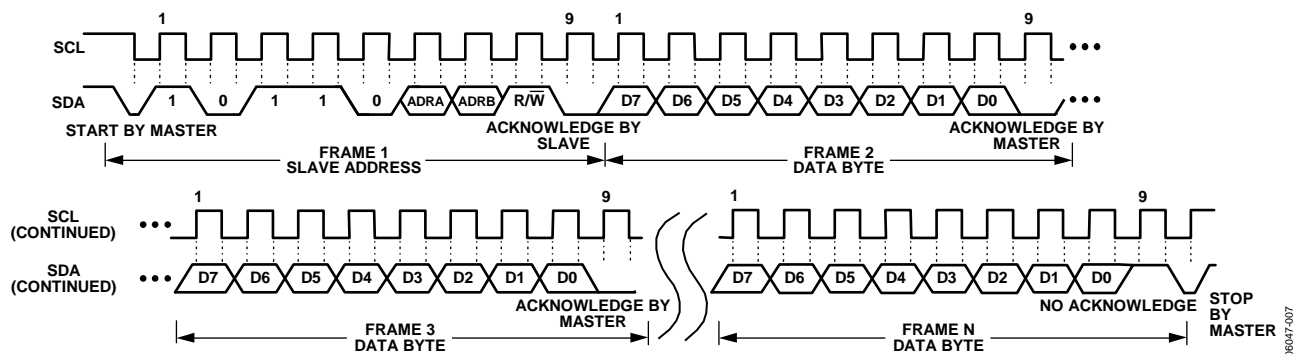 1 9 1 9
SCL
SDA 1 0 1 1 0 ADRA ADRB R/W̅ D7 D6 D5 D4 D3 D2 D1 D0
START BY MASTER ACKNOWLEDGE BY SLAVE ACKNOWLEDGE BY MASTER
FRAME 1 FRAME 2
SLAVE ADDRESS DATA BYTE
1 9 1 9
SCL
(CONTINUED)
SDA
(CONTINUED) D7 D6 D5 D4 D3 D2 D1 D0 D7 D6 D5 D4 D3 D2 D1 D0
ACKNOWLEDGE BY MASTER NO ACKNOWLEDGE STOP BY MASTER
FRAME 3 FRAME N
DATA BYTE DATA BYTE
06047-007